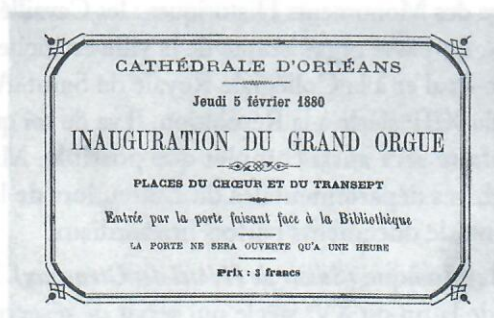 CATHÉDRALE D'ORLÉANS
Jeudi 5 février 1880
INAUGURATION DU GRAND ORGUE
PLACES DU CHŒUR ET DU TRANSEPT
Entrée par la porte faisant face à la Bibliothèque
LA PORTE NE SERA OUVERTE QU'A UNE HEURE
Prix : 3 francs